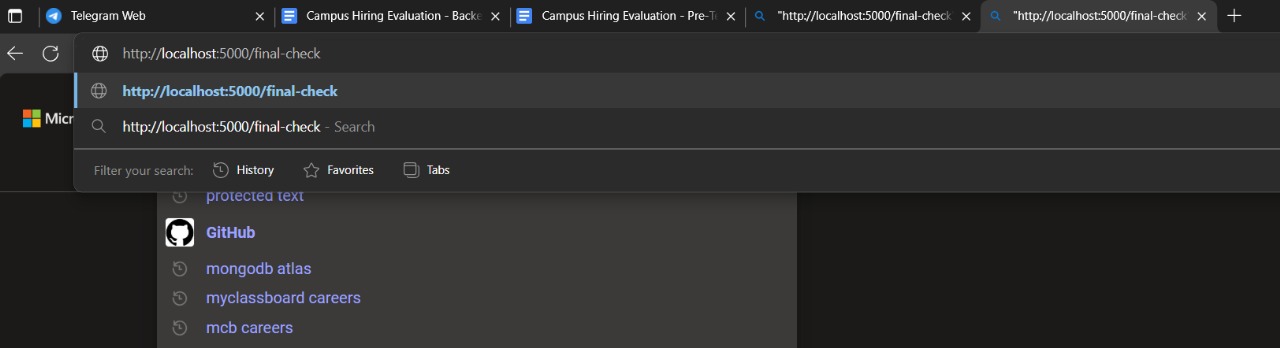 Telegram Web
Campus Hiring Evaluation - Backe
Campus Hiring Evaluation - Pre-T
"http://localhost:5000/final-check
"http://localhost:5000/final-check
http://localhost:5000/final-check
http://localhost:5000/final-check
http://localhost:5000/final-check - Search
Micr
Filter your search: History Favorites Tabs
protected text
GitHub
mongodb atlas
myclassboard careers
mcb careers